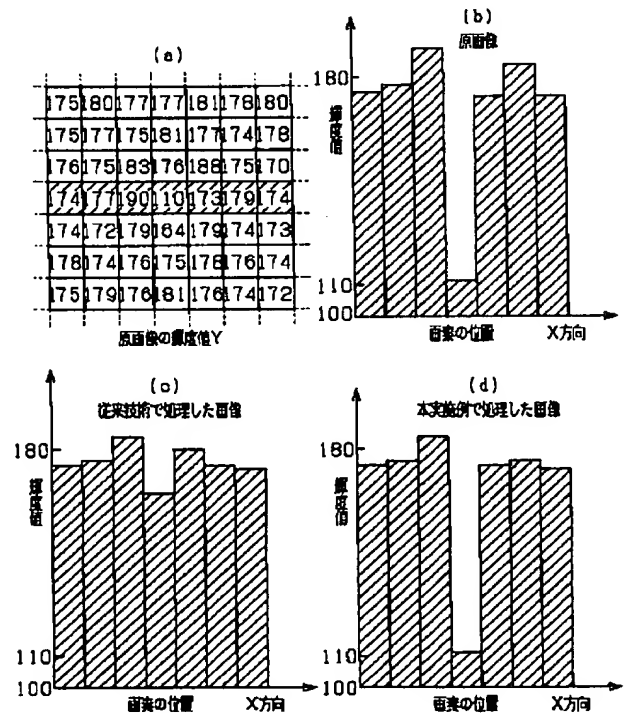 (a)
175 180 177 177 181 178 180
175 177 175 181 177 174 178
176 175 183 176 188 175 170
174 177 190 110 173 179 174
174 172 179 164 179 174 173
178 174 176 175 178 176 174
175 179 176 181 176 174 172
原画像の輝度値Y
(b)
原画像
180
輝度値
110
100
画素の位置 X方向
(c)
従来技術で処理した画像
180
輝度値
110
100
画素の位置 X方向
(d)
本実施例で処理した画像
180
輝度値
110
100
画素の位置 X方向